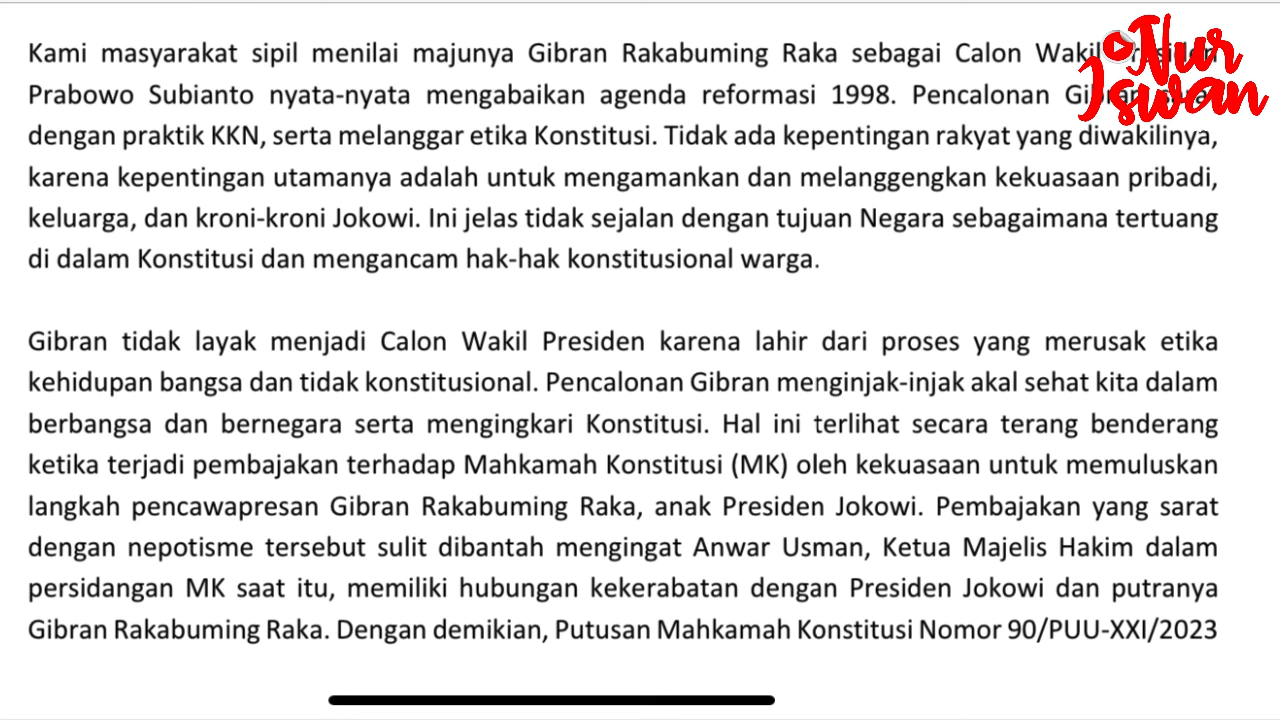 Kami masyarakat sipil menilai majunya Gibran Rakabuming Raka sebagai Calon Wakil
Prabowo Subianto nyata-nyata mengabaikan agenda reformasi 1998. Pencalonan Gibran
dengan praktik KKN, serta melanggar etika Konstitusi. Tidak ada kepentingan rakyat yang diwakilinya,
karena kepentingan utamanya adalah untuk mengamankan dan melanggengkan kekuasaan pribadi,
keluarga, dan kroni-kroni Jokowi. Ini jelas tidak sejalan dengan tujuan Negara sebagaimana tertuang
di dalam Konstitusi dan mengancam hak-hak konstitusional warga.
Gibran tidak layak menjadi Calon Wakil Presiden karena lahir dari proses yang merusak etika
kehidupan bangsa dan tidak konstitusional. Pencalonan Gibran menginjak-injak akal sehat kita dalam
berbangsa dan bernegara serta mengingkari Konstitusi. Hal ini terlihat secara terang benderang
ketika terjadi pembajakan terhadap Mahkamah Konstitusi (MK) oleh kekuasaan untuk memuluskan
langkah pencawapresan Gibran Rakabuming Raka, anak Presiden Jokowi. Pembajakan yang sarat
dengan nepotisme tersebut sulit dibantah mengingat Anwar Usman, Ketua Majelis Hakim dalam
persidangan MK saat itu, memiliki hubungan kekerabatan dengan Presiden Jokowi dan putranya
Gibran Rakabuming Raka. Dengan demikian, Putusan Mahkamah Konstitusi Nomor 90/PUU-XXI/2023
Nur
Iswan